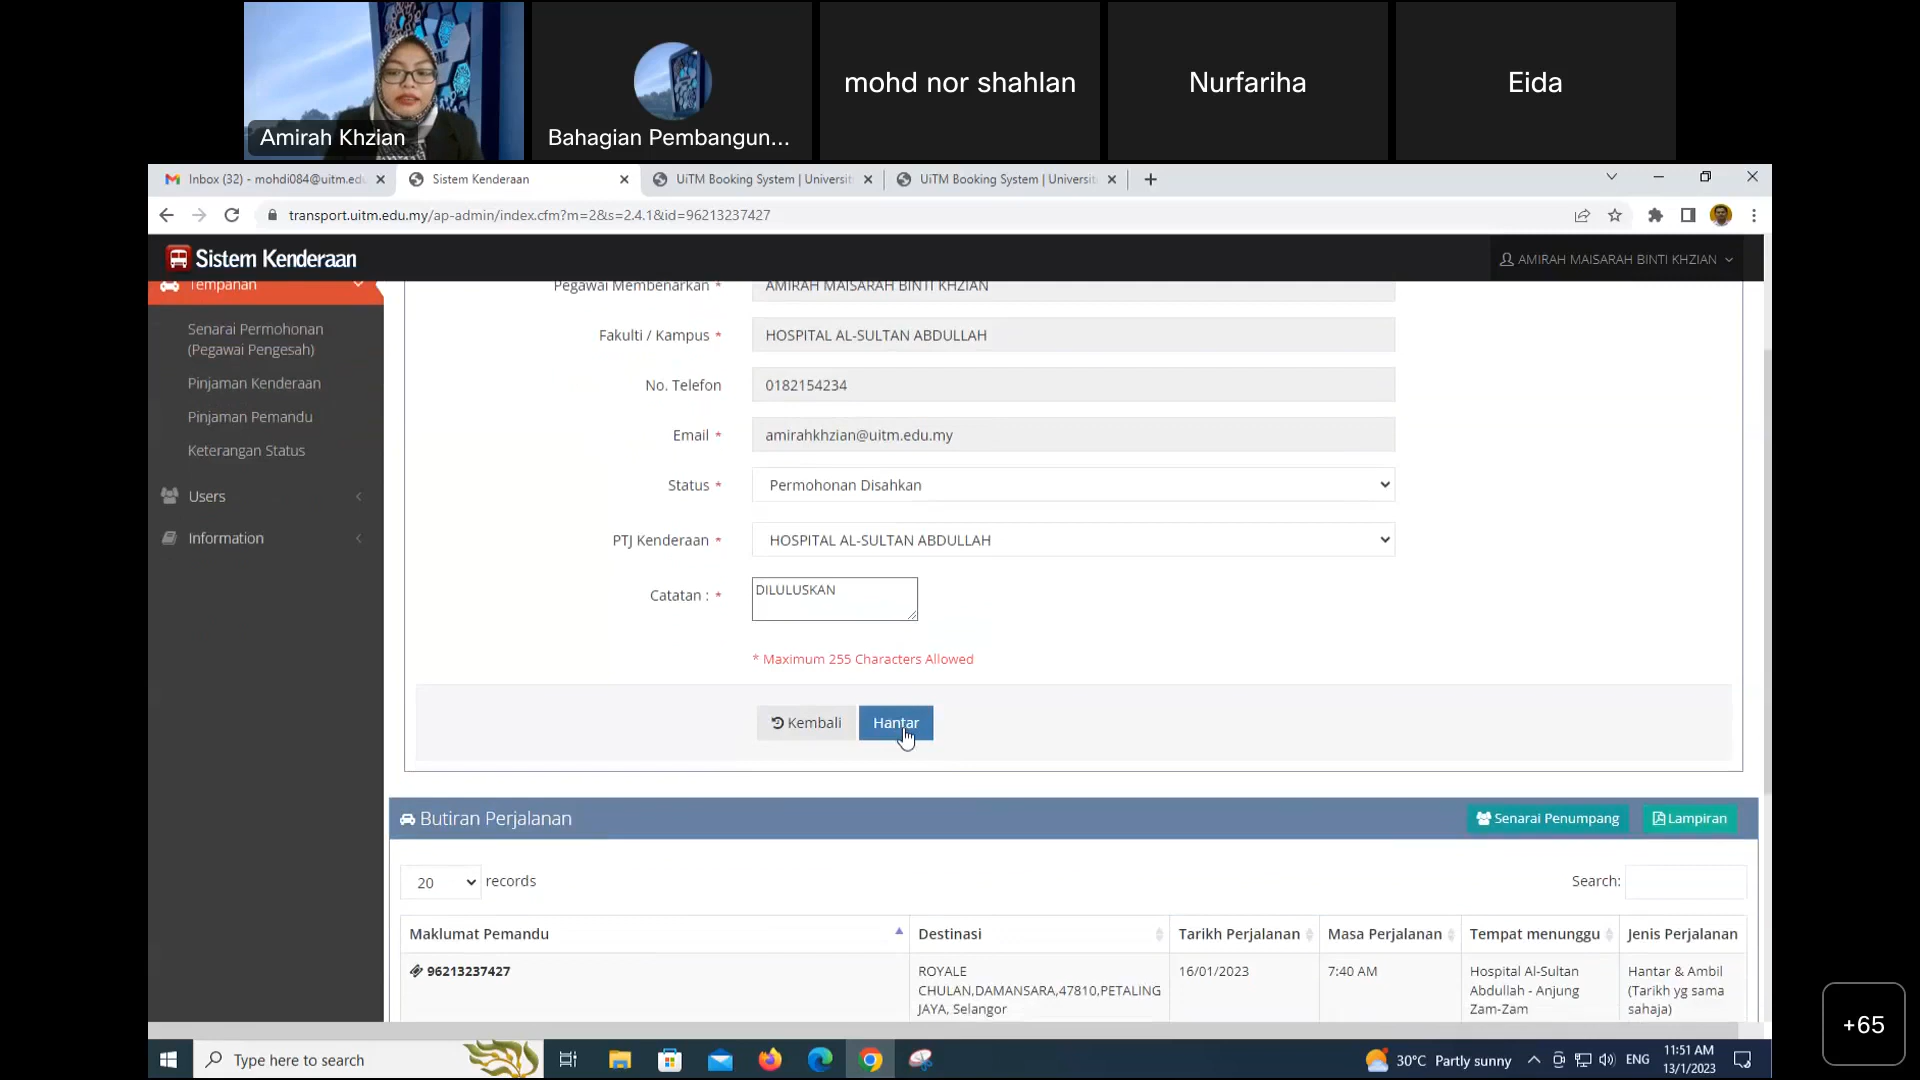 Amirah Khzian
Bahagian Pembangun...
mohd nor shahlan
Nurfariha
Eida
Inbox (32) - mohdi084@uitm.ed
Sistem Kenderaan
UiTM Booking System | Universit
UiTM Booking System | Universit
transport.uitm.edu.my/ap-admin/index.cfm?m=2&s=2.4.1&id=96213237427
Sistem Kenderaan
AMIRAH MAISARAH BINTI KHZIAN
Tempahan
Senarai Permohonan
(Pegawai Pengesah)
Pinjaman Kenderaan
Pinjaman Pemandu
Keterangan Status
Users
Information
Pegawai Membenarkan * AMIRAH MAISARAH BINTI KHZIAN
Fakulti / Kampus * HOSPITAL AL-SULTAN ABDULLAH
No. Telefon 0182154234
Email * amirahkhzian@uitm.edu.my
Status * Permohonan Disahkan
PTJ Kenderaan * HOSPITAL AL-SULTAN ABDULLAH
Catatan : * DILULUSKAN
* Maximum 255 Characters Allowed
Kembali Hantar
Butiran Perjalanan
Senarai Penumpang
Lampiran
20 records
Search:
Maklumat Pemandu Destinasi Tarikh Perjalanan Masa Perjalanan Tempat menunggu Jenis Perjalanan
96213237427
ROYALE
CHULAN,DAMANSARA,47810,PETALING
JAYA, Selangor
16/01/2023
7:40 AM
Hospital Al-Sultan
Abdullah - Anjung
Zam-Zam
Hantar & Ambil
(Tarikh yg sama
sahaja)
+65
Type here to search
30°C Partly sunny
ENG
11:51 AM
13/1/2023